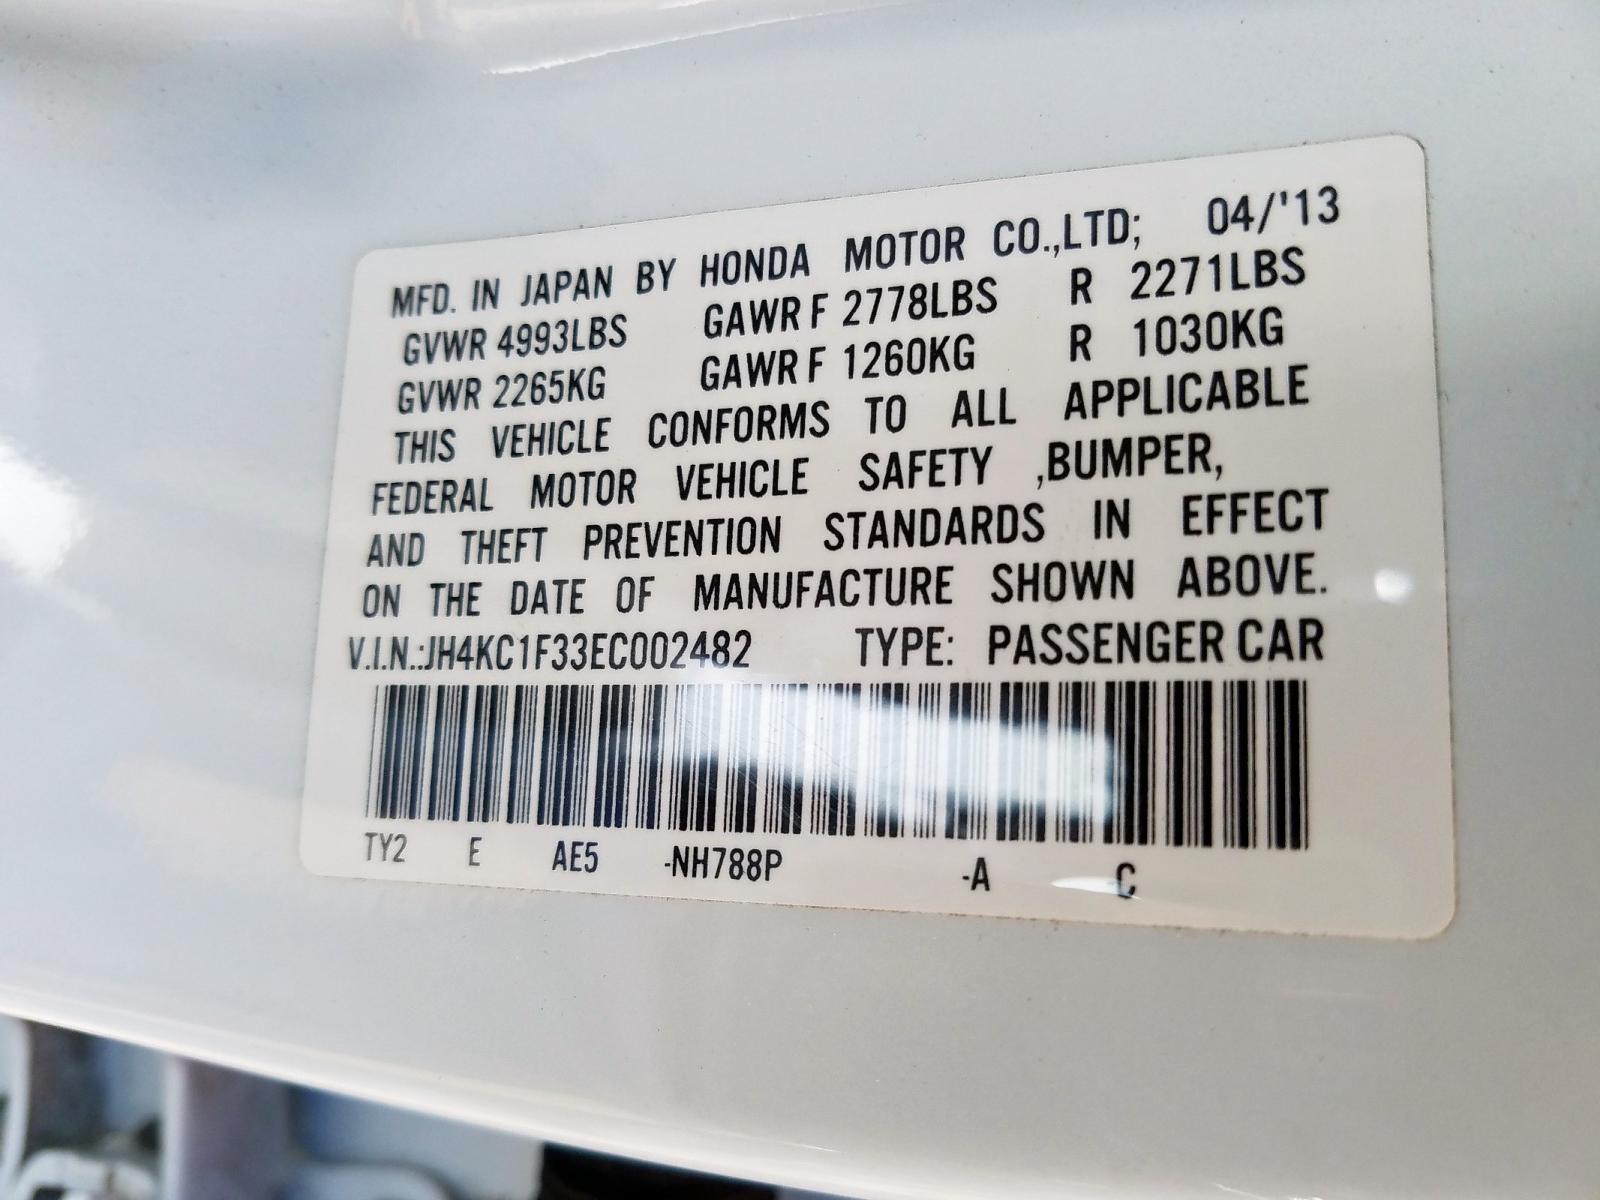 MFD. IN JAPAN BY HONDA MOTOR CO.,LTD; 04/'13
GVWR 4993LBS GAWR F 2778LBS R 2271LBS
GVWR 2265KG GAWR F 1260KG R 1030KG
THIS VEHICLE CONFORMS TO ALL APPLICABLE
FEDERAL MOTOR VEHICLE SAFETY ,BUMPER,
AND THEFT PREVENTION STANDARDS IN EFFECT
ON THE DATE OF MANUFACTURE SHOWN ABOVE.
V.I.N.:JH4KC1F33EC002482 TYPE: PASSENGER CAR
TY2 E AE5 -NH788P -A -C